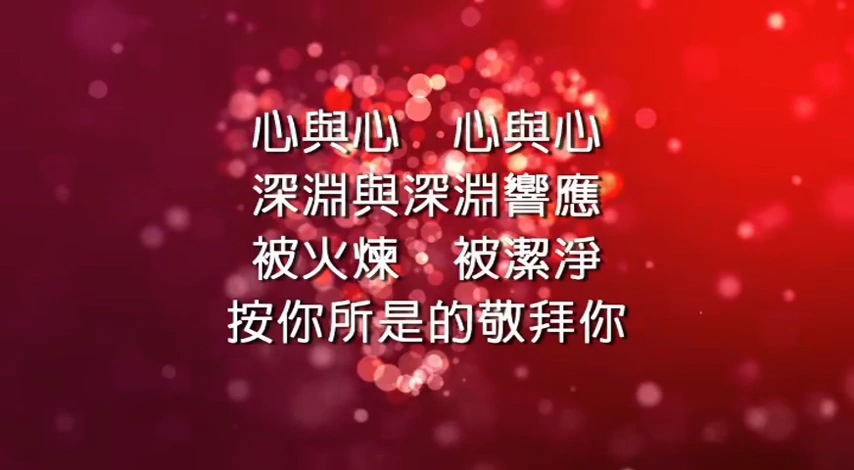 心與心　心與心
深淵與深淵響應
被火煉　被潔淨
按你所是的敬拜你